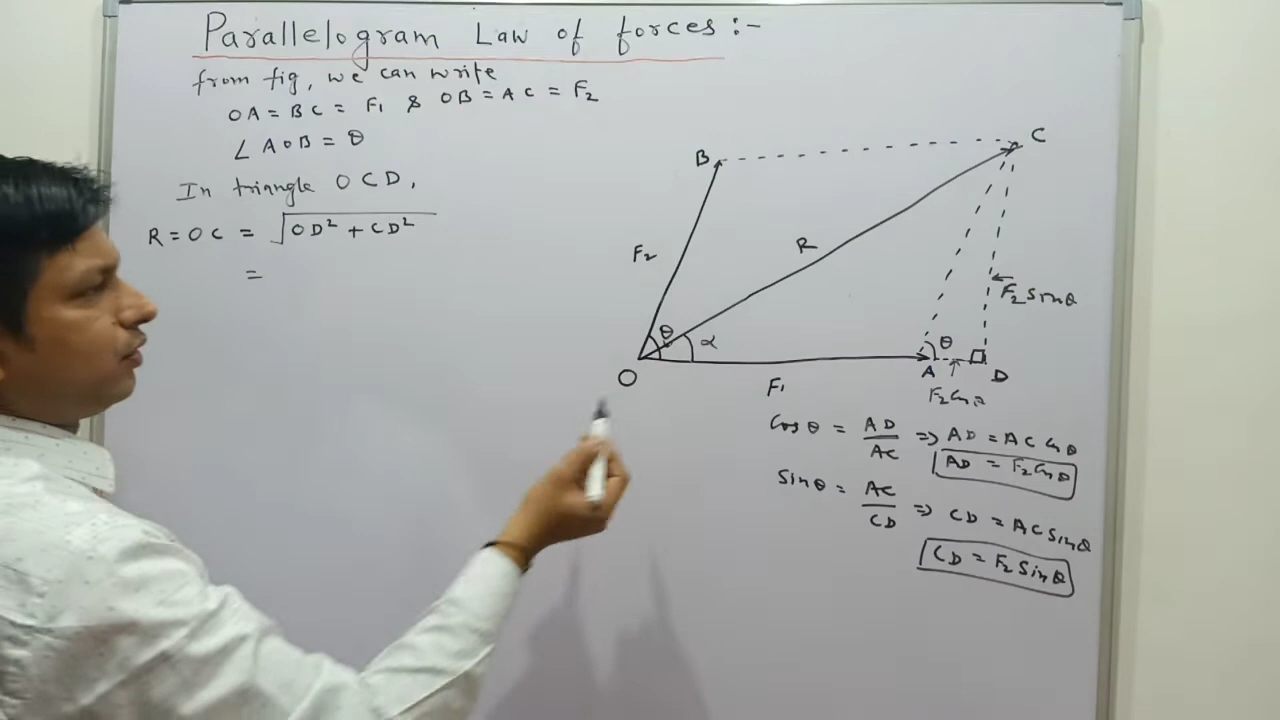 Parallelogram Law of forces :-
from fig, we can write
OA = BC = F₁ & OB = AC = F₂
∠AOB = θ
In triangle OCD,
R = OC = √OD² + CD²
=
B
C
F₂
R
θ
α
O
F₁
A
θ
D
F₂ Sinθ
F₂ Cosθ
Cosθ = AD/AC ⇒ AD = AC Cosθ
AD = F₂ Cosθ
Sinθ = AC/CD ⇒ CD = AC Sinθ
CD = F₂ Sinθ